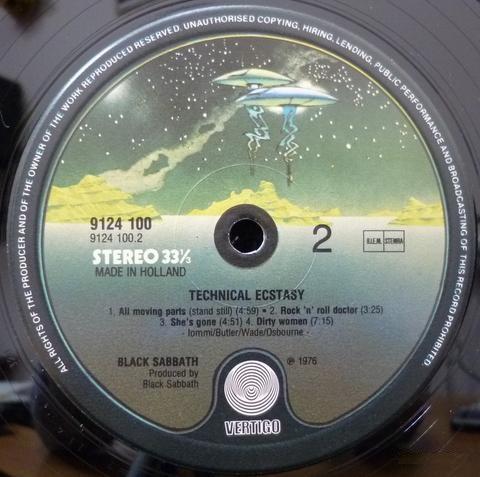 ALL RIGHTS OF THE PRODUCER AND OF THE OWNER OF THE WORK REPRODUCED RESERVED. UNAUTHORISED COPYING, HIRING, LENDING, PUBLIC PERFORMANCE AND BROADCASTING OF THIS RECORD PROHIBITED.
9124 100
9124 100.2
STEREO 33⅓
MADE IN HOLLAND
2
B.I.E.M. STEMRA
TECHNICAL ECSTASY
1. All moving parts (stand still) (4:59) • 2. Rock 'n' roll doctor (3:25)
3. She's gone (4:51) 4. Dirty women (7:15)
- Iommi/Butler/Wade/Osbourne -
BLACK SABBATH
Produced by
Black Sabbath
℗ 1976
VERTIGO